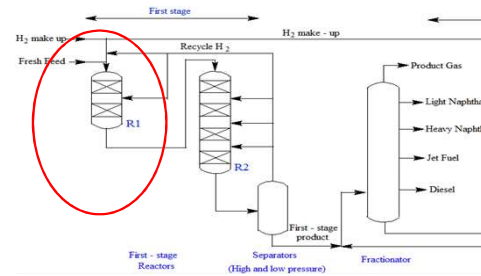 First stage
H2 make up
H2 make - up
Recycle H2
Fresh Feed
Product Gas
Light Naphtha
Heavy Naphth
Jet Fuel
Diesel
R1
R2
First - stage
product
First - stage
Reactors
Separators
(High and low pressure)
Fractionator